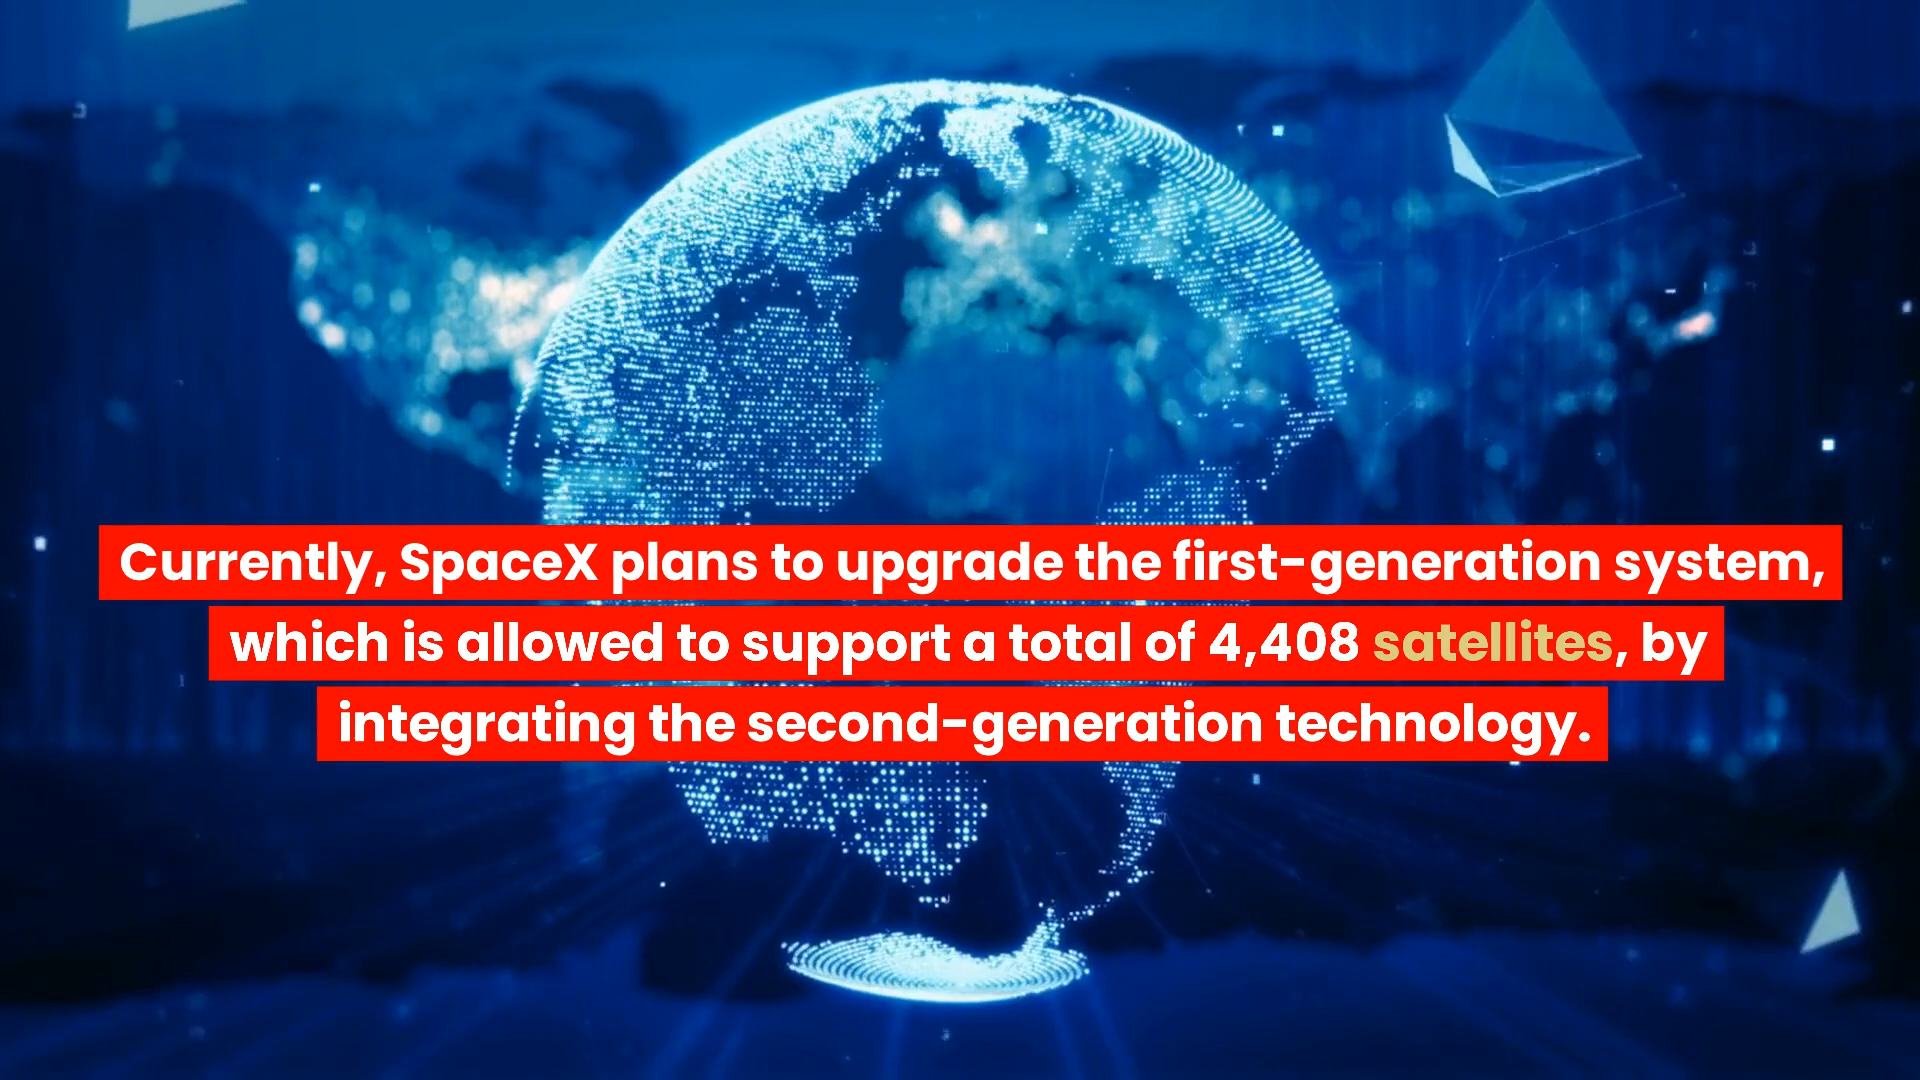 Currently, SpaceX plans to upgrade the first-generation system,
which is allowed to support a total of 4,408 satellites, by
integrating the second-generation technology.